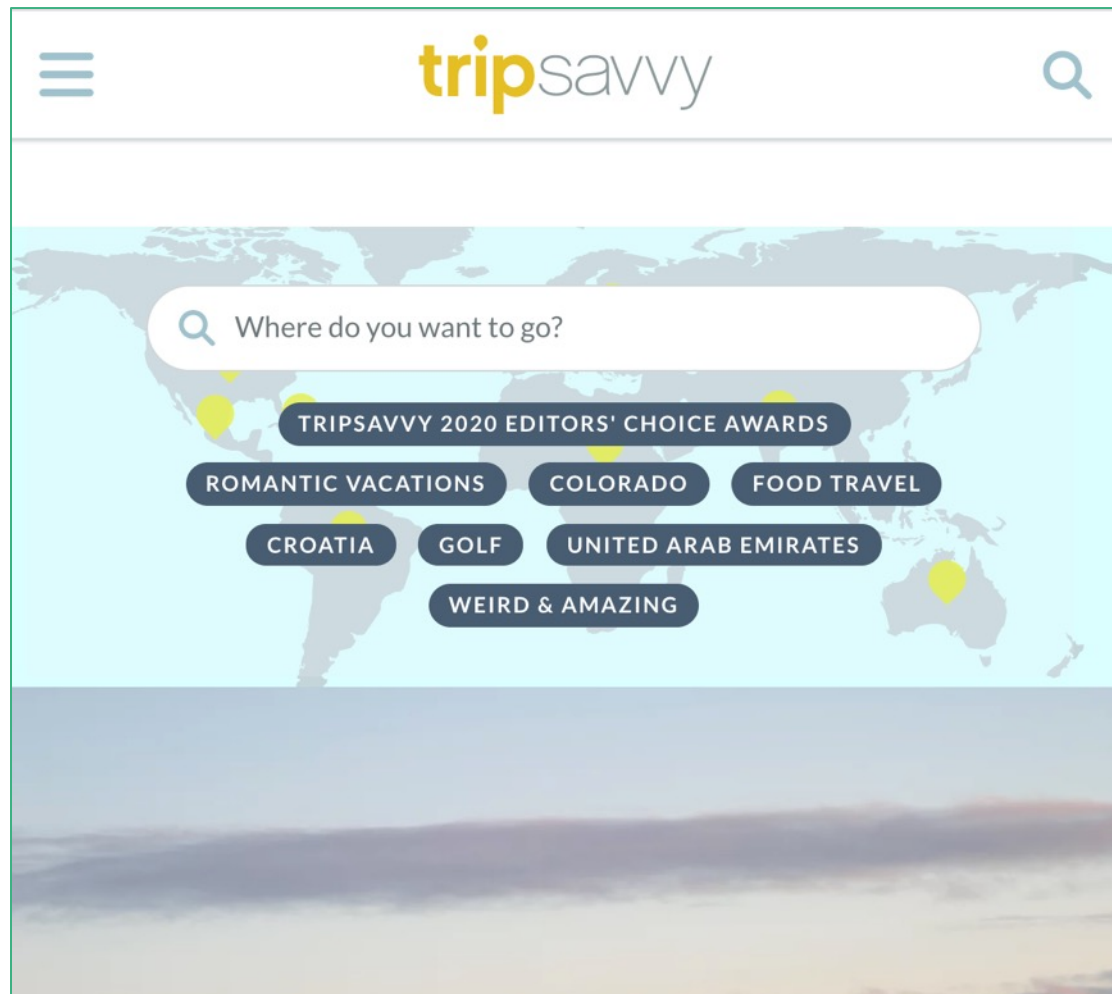 tripsavvy
Where do you want to go?
TRIPSAVVY 2020 EDITORS' CHOICE AWARDS
ROMANTIC VACATIONS COLORADO FOOD TRAVEL
CROATIA GOLF UNITED ARAB EMIRATES
WEIRD & AMAZING